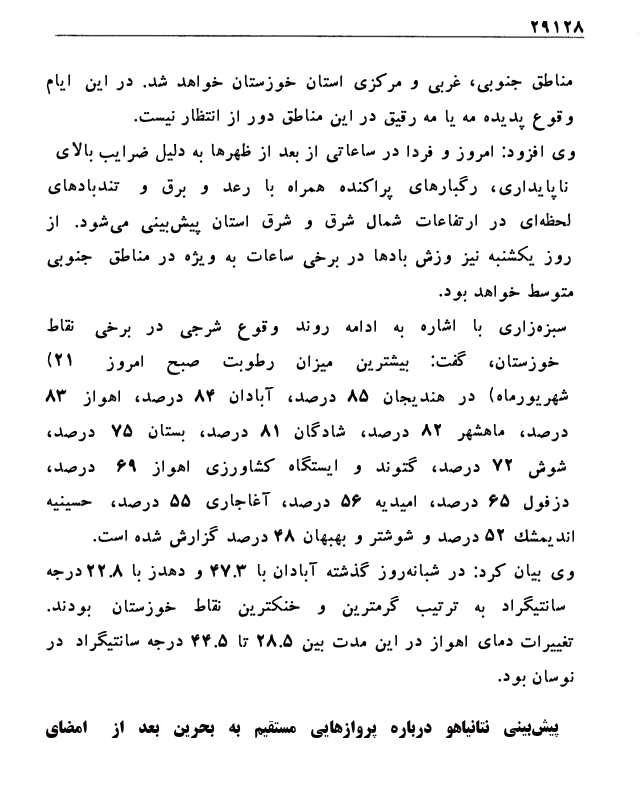 ۲۹۱۲۸
مناطق جنوبی، غربی و مرکزی استان خوزستان خواهد شد. در این ایام
وقوع پدیده مه یا مه رقیق در این مناطق دور از انتظار نیست.
وی افزود: امروز و فردا در ساعاتی از بعد از ظهرها به دلیل ضرایب بالای
ناپایداری، رگبارهای پراکنده همراه با رعد و برق و تندبادهای
لحظه‌ای در ارتفاعات شمال شرق و شرق استان پیش‌بینی می‌شود. از
روز یکشنبه نیز وزش بادها در برخی ساعات به ویژه در مناطق جنوبی
متوسط خواهد بود.
سبزه‌زاری با اشاره به ادامه روند وقوع شرجی در برخی نقاط
خوزستان، گفت: بیشترین میزان رطوبت صبح امروز (۲۱
شهریورماه) در هندیجان ۸۵ درصد، آبادان ۸۴ درصد، اهواز ۸۳
درصد، ماهشهر ۸۲ درصد، شادگان ۸۱ درصد، بستان ۷۵ درصد،
شوش ۷۲ درصد، گتوند و ایستگاه کشاورزی اهواز ۶۹ درصد،
دزفول ۶۵ درصد، امیدیه ۵۶ درصد، آغاجاری ۵۵ درصد، حسینیه
اندیمشك ۵۲ درصد و شوشتر و بهبهان ۴۸ درصد گزارش شده است.
وی بیان کرد: در شبانه‌روز گذشته آبادان با ۴۷.۳ و دهدز با ۲۲.۸ درجه
سانتیگراد به ترتیب گرمترین و خنکترین نقاط خوزستان بودند.
تغییرات دمای اهواز در این مدت بین ۲۸.۵ تا ۴۴.۵ درجه سانتیگراد در
نوسان بود.
پیش‌بینی نتانیاهو درباره پروازهایی مستقیم به بحرین بعد از امضای